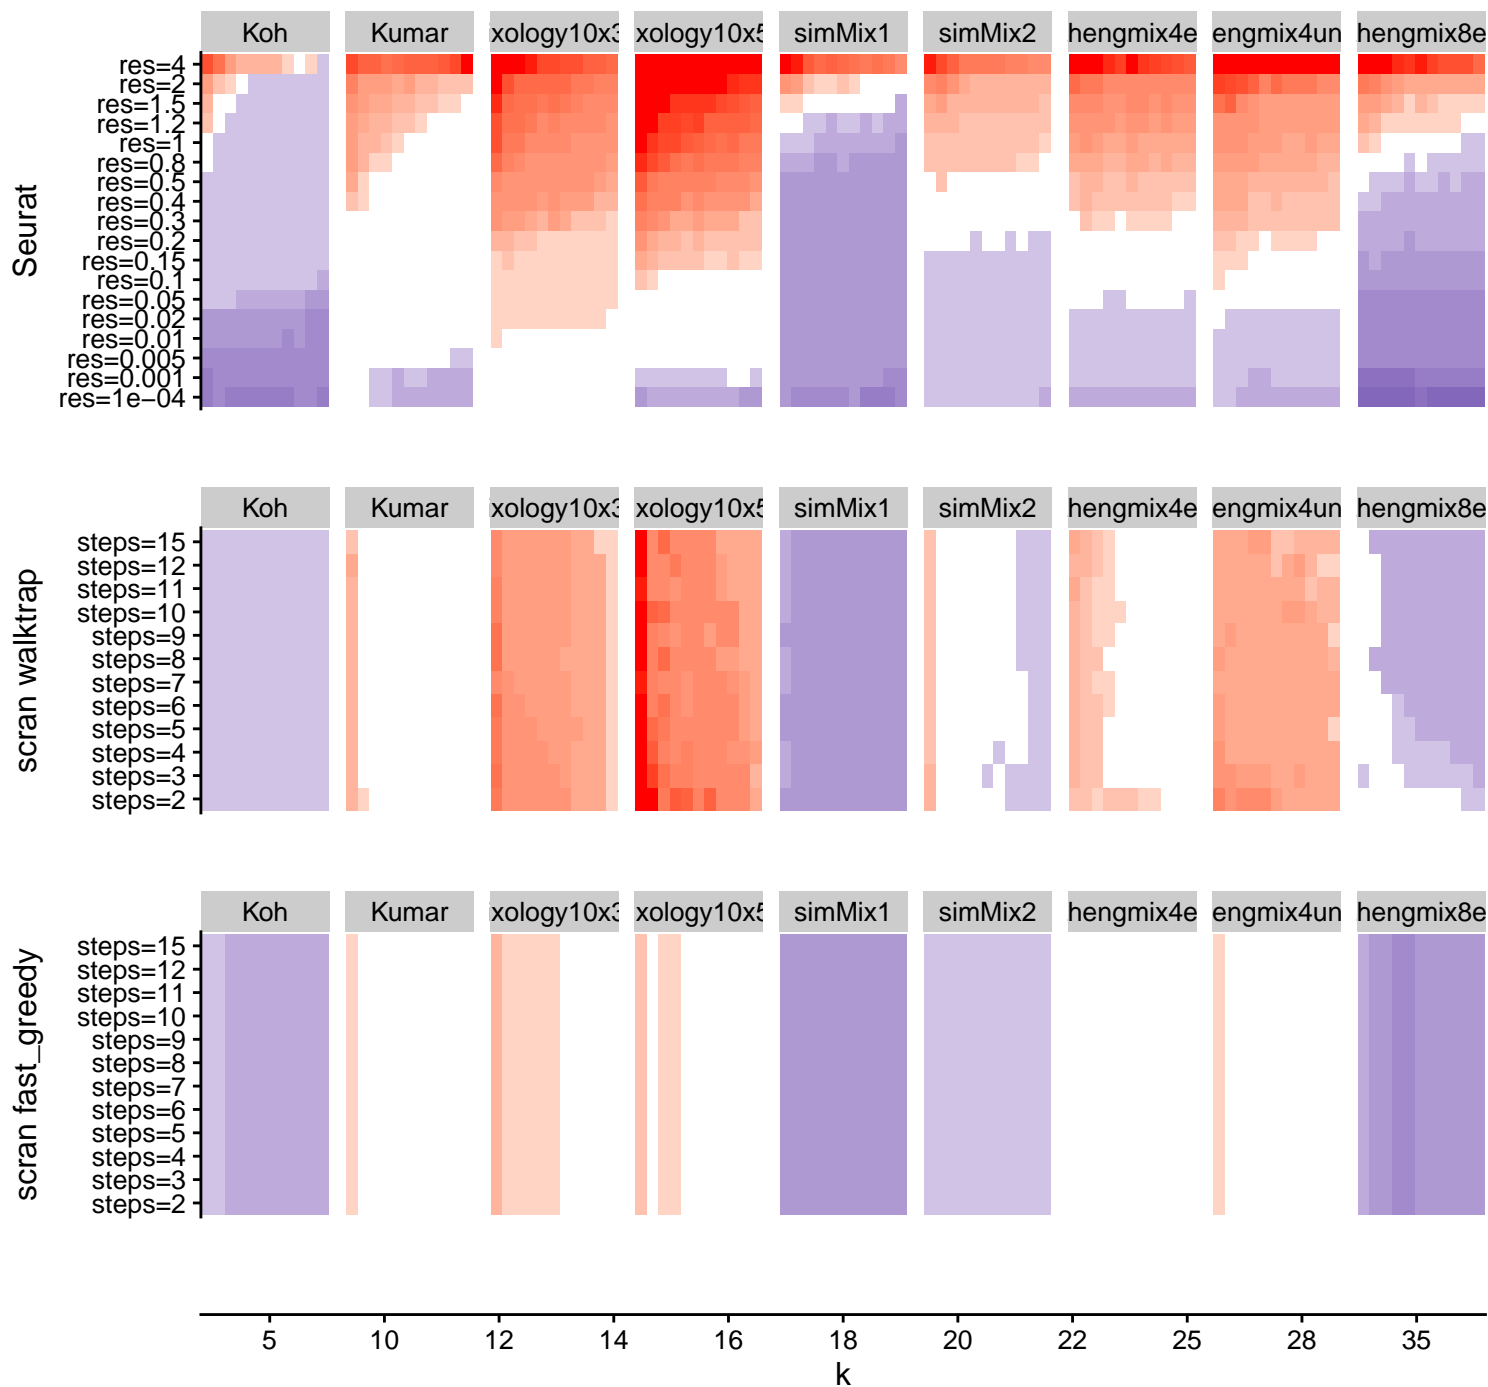 Koh Kumar xology10x3 xology10x5 simMix1 simMix2 hengmix4e engmix4un hengmix8e
Seurat
res=4
res=2
res=1.5
res=1.2
res=1
res=0.8
res=0.5
res=0.4
res=0.3
res=0.2
res=0.15
res=0.1
res=0.05
res=0.02
res=0.01
res=0.005
res=0.001
res=1e−04
Koh Kumar xology10x3 xology10x5 simMix1 simMix2 hengmix4e engmix4un hengmix8e
scran walktrap
steps=15
steps=12
steps=11
steps=10
steps=9
steps=8
steps=7
steps=6
steps=5
steps=4
steps=3
steps=2
Koh Kumar xology10x3 xology10x5 simMix1 simMix2 hengmix4e engmix4un hengmix8e
scran fast_greedy
steps=15
steps=12
steps=11
steps=10
steps=9
steps=8
steps=7
steps=6
steps=5
steps=4
steps=3
steps=2
5 10 12 14 16 18 20 22 25 28 35
k